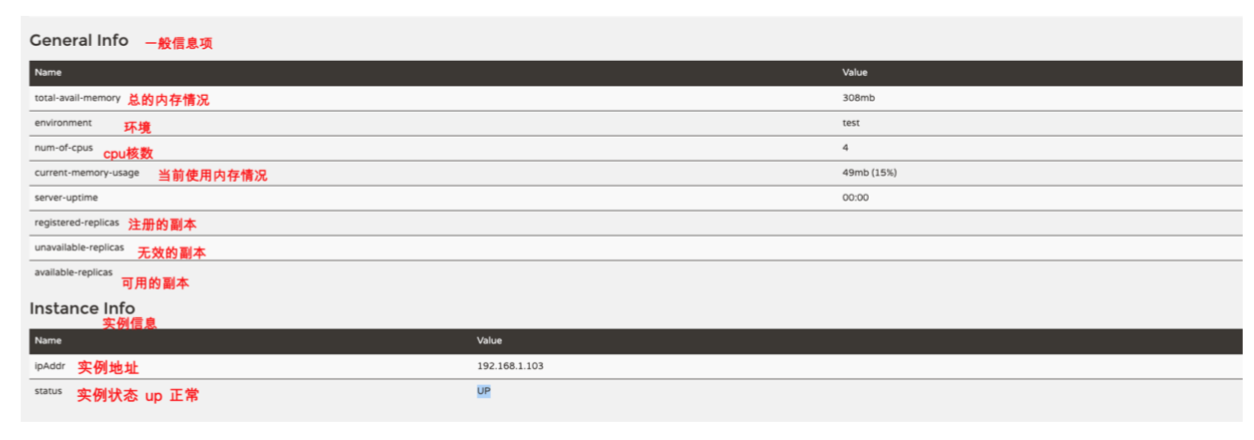 General Info 一般信息项
Name Value
total-avail-memory 总的内存情况 308mb
environment 环境 test
num-of-cpus cpu核数 4
current-memory-usage 当前使用内存情况 49mb (15%)
server-uptime 00:00
registered-replicas 注册的副本
unavailable-replicas 无效的副本
available-replicas 可用的副本
Instance Info
实例信息
Name Value
ipAddr 实例地址 192.168.1.103
status 实例状态 up 正常 UP